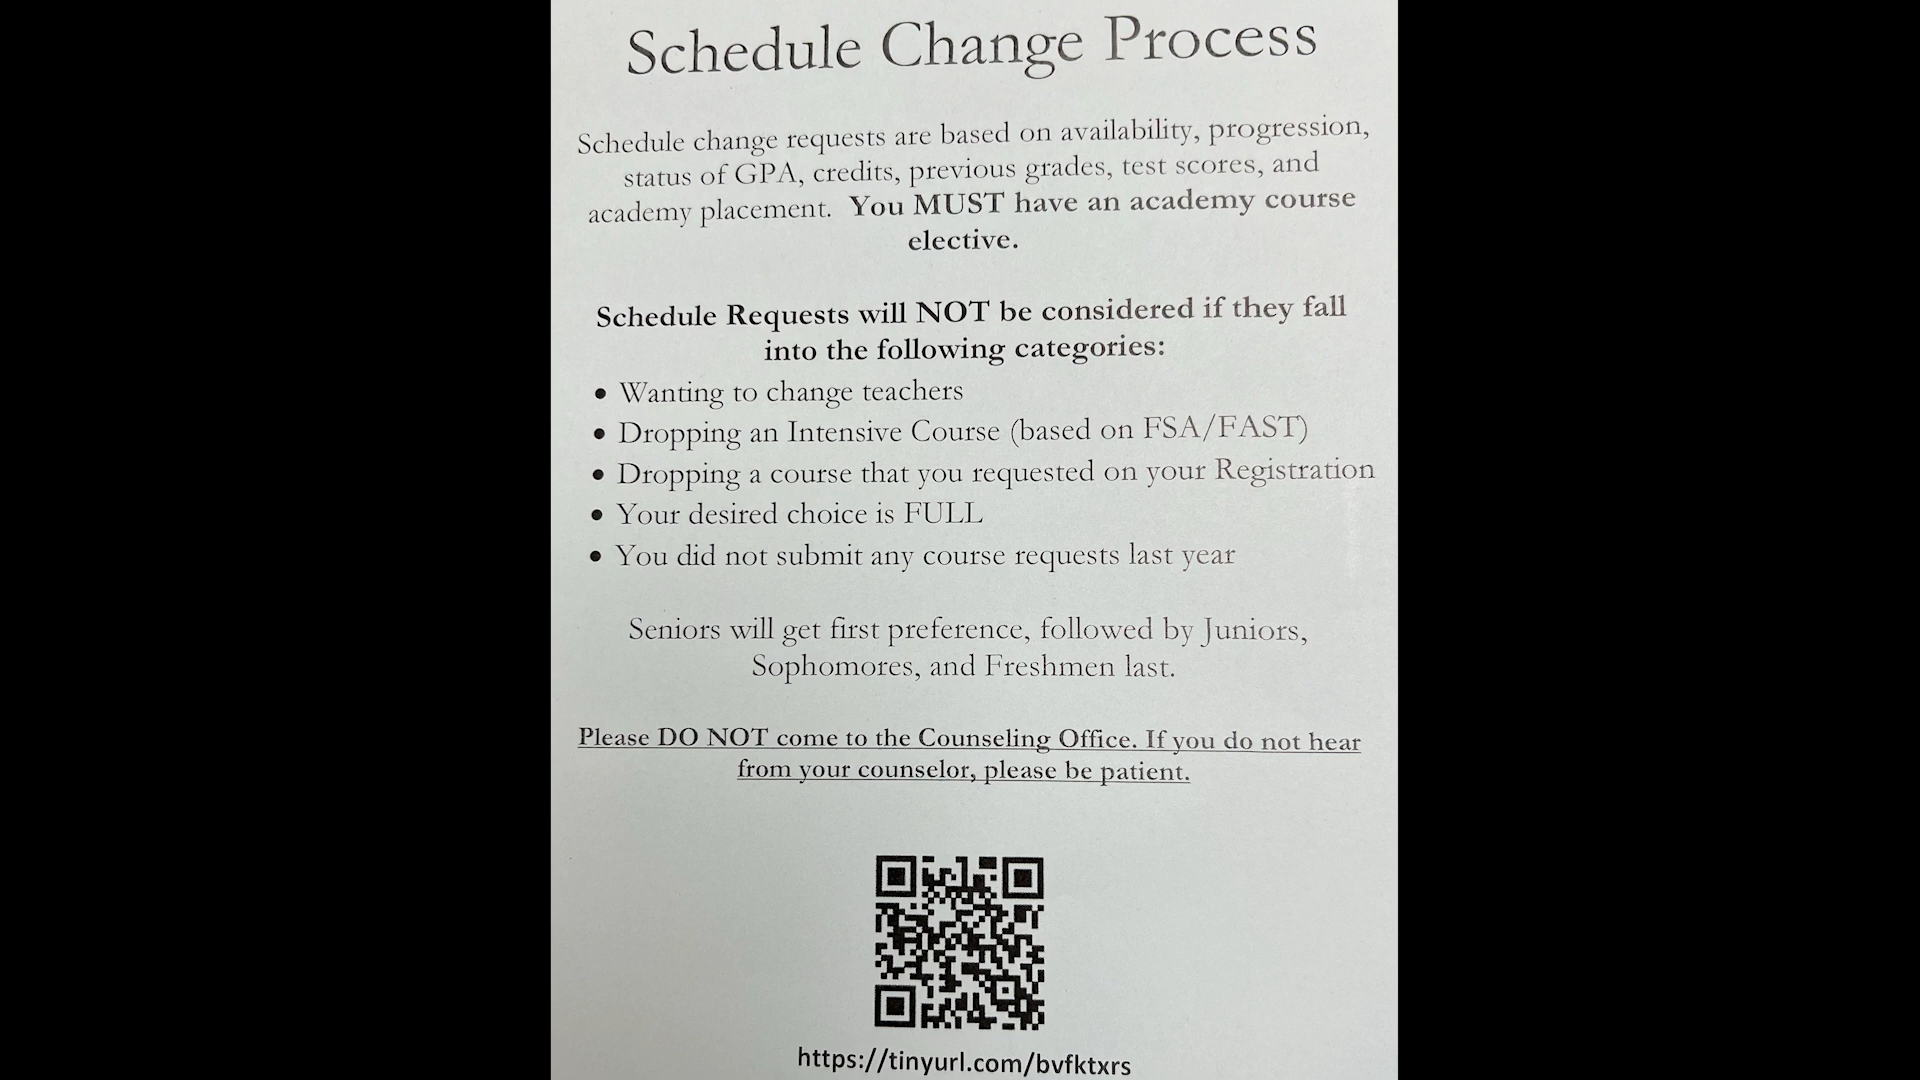 Schedule Change Process
Schedule change requests are based on availability, progression,
status of GPA, credits, previous grades, test scores, and
academy placement. You MUST have an academy course
elective.
Schedule Requests will NOT be considered if they fall
into the following categories:
• Wanting to change teachers
• Dropping an Intensive Course (based on FSA/FAST)
• Dropping a course that you requested on your Registration
• Your desired choice is FULL
• You did not submit any course requests last year
Seniors will get first preference, followed by Juniors,
Sophomores, and Freshmen last.
Please DO NOT come to the Counseling Office. If you do not hear
from your counselor, please be patient.
https://tinyurl.com/bvfktxrs